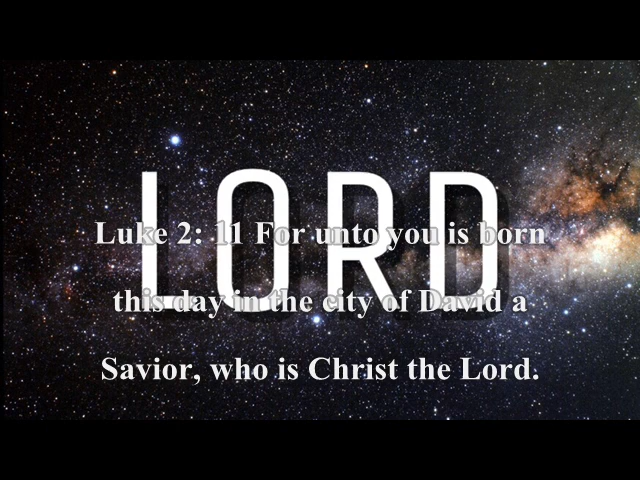 LORD
Luke 2: 11 For unto you is born
this day in the city of David a
Savior, who is Christ the Lord.